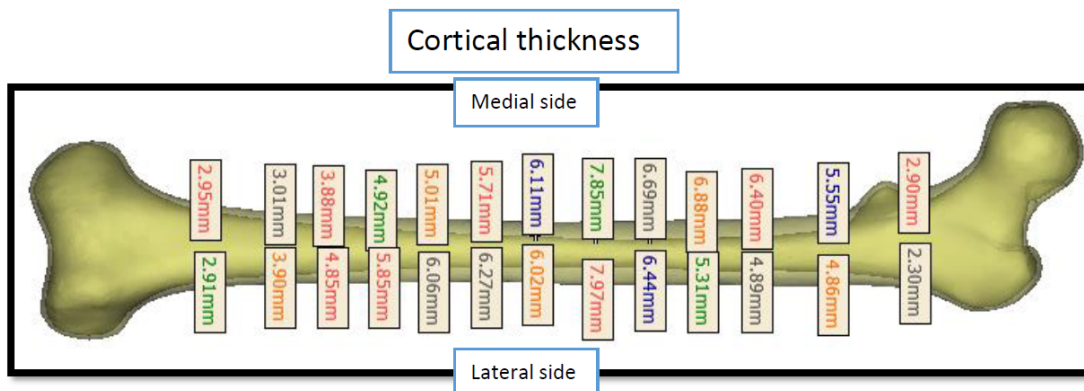 Cortical thickness
Medial side
2.95mm
3.01mm
3.88mm
4.92mm
5.01mm
5.71mm
6.11mm
7.85mm
6.69mm
6.88mm
6.40mm
5.55mm
2.90mm
2.91mm
3.90mm
4.85mm
5.85mm
6.06mm
6.27mm
6.02mm
7.97mm
6.44mm
5.31mm
4.89mm
4.86mm
2.30mm
Lateral side